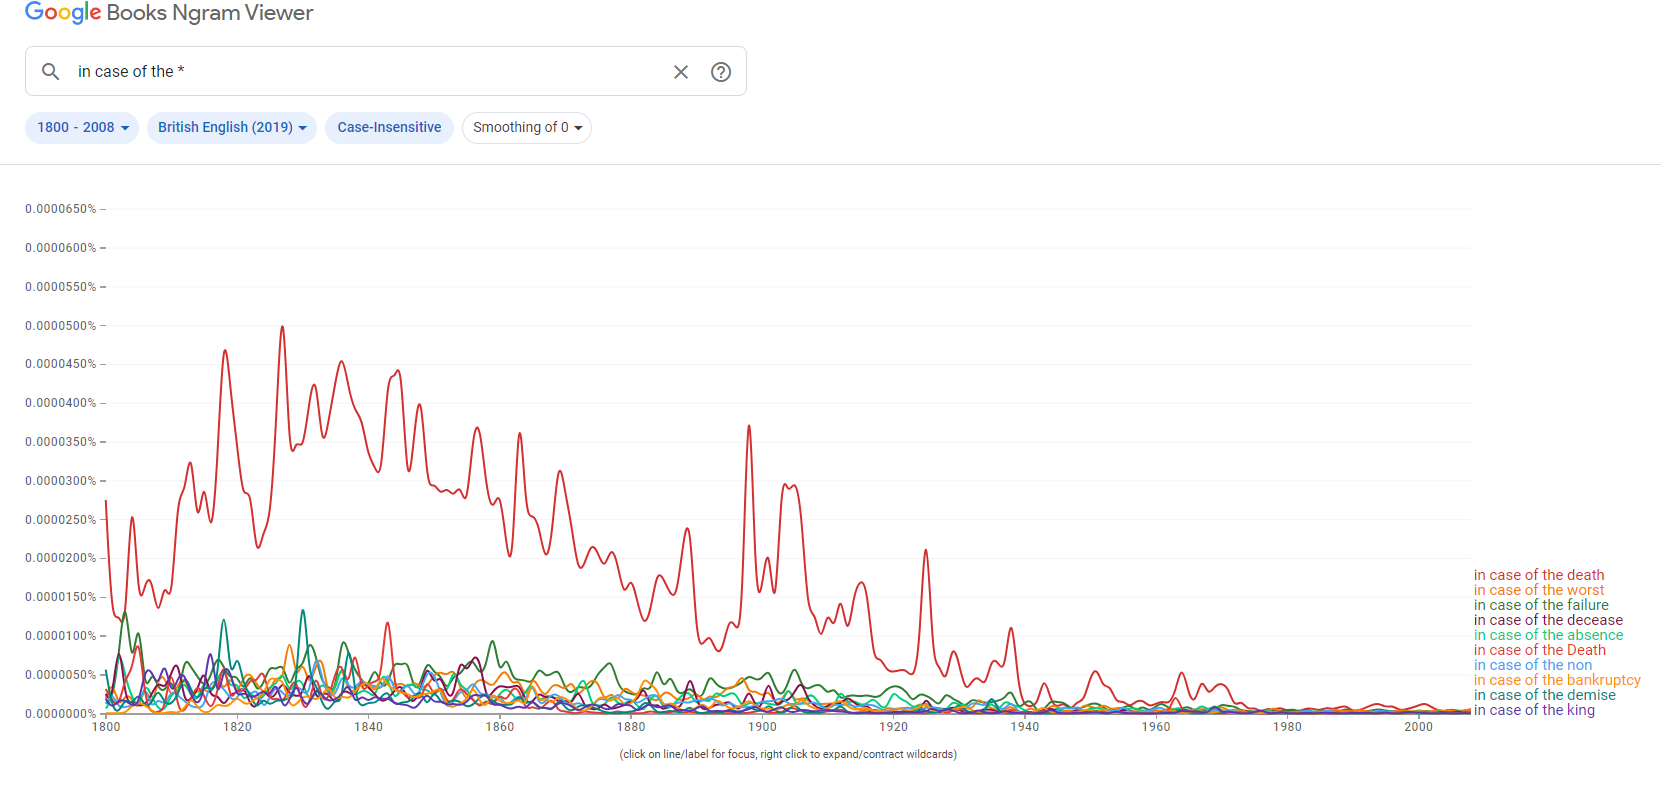 Google Books Ngram Viewer
in case of the *
1800 - 2008 British English (2019) Case-Insensitive Smoothing of 0
0.0000650%
0.0000600%
0.0000550%
0.0000500%
0.0000450%
0.0000400%
0.0000350%
0.0000300%
0.0000250%
0.0000200%
0.0000150%
0.0000100%
0.0000050%
0.0000000%
1800 1820 1840 1860 1880 1900 1920 1940 1960 1980 2000
in case of the death
in case of the worst
in case of the failure
in case of the decease
in case of the absence
in case of the Death
in case of the non
in case of the bankruptcy
in case of the demise
in case of the king
(click on line/label for focus, right click to expand/contract wildcards)